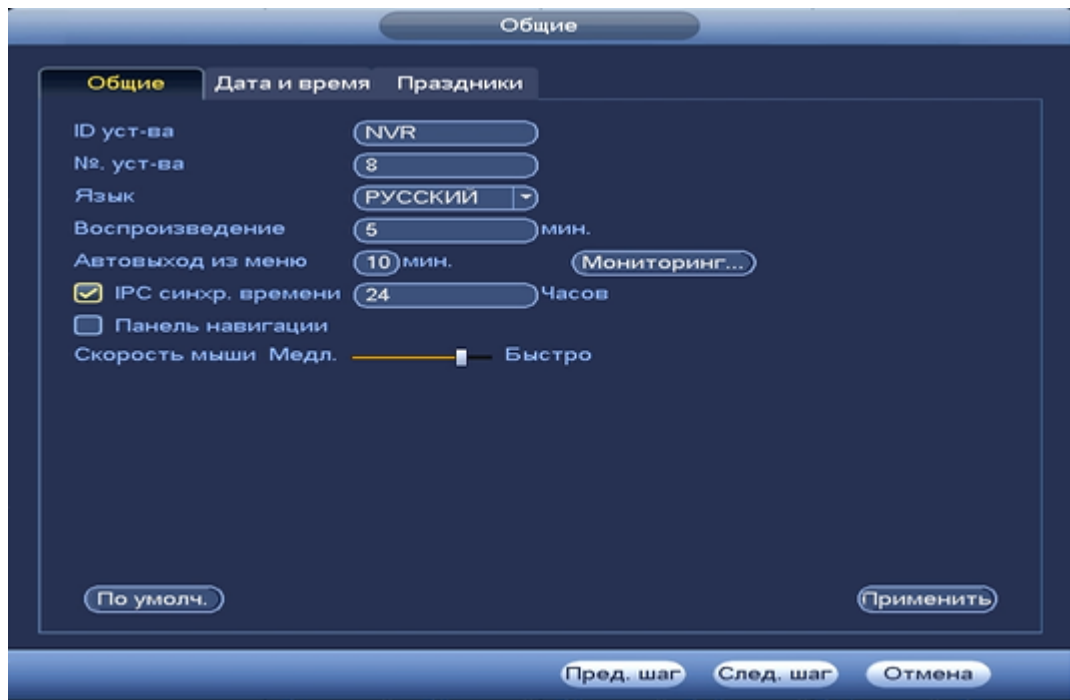 Общие
Общие Дата и время Праздники
ID уст-ва NVR
№. уст-ва 8
Язык РУССКИЙ
Воспроизведение 5 мин.
Автовыход из меню 10 мин. Мониторинг...
IPC синхр. времени 24 Часов
Панель навигации
Скорость мыши Медл. Быстро
По умолч. Применить
Пред. шаг След. шаг Отмена